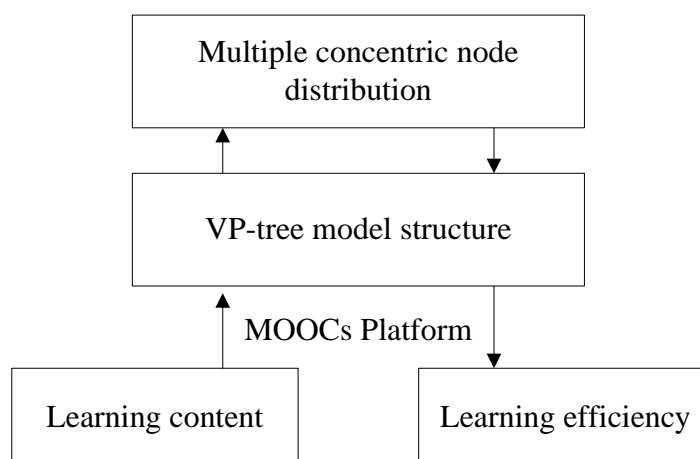 Multiple concentric node
distribution
VP-tree model structure
MOOCs Platform
Learning content
Learning efficiency